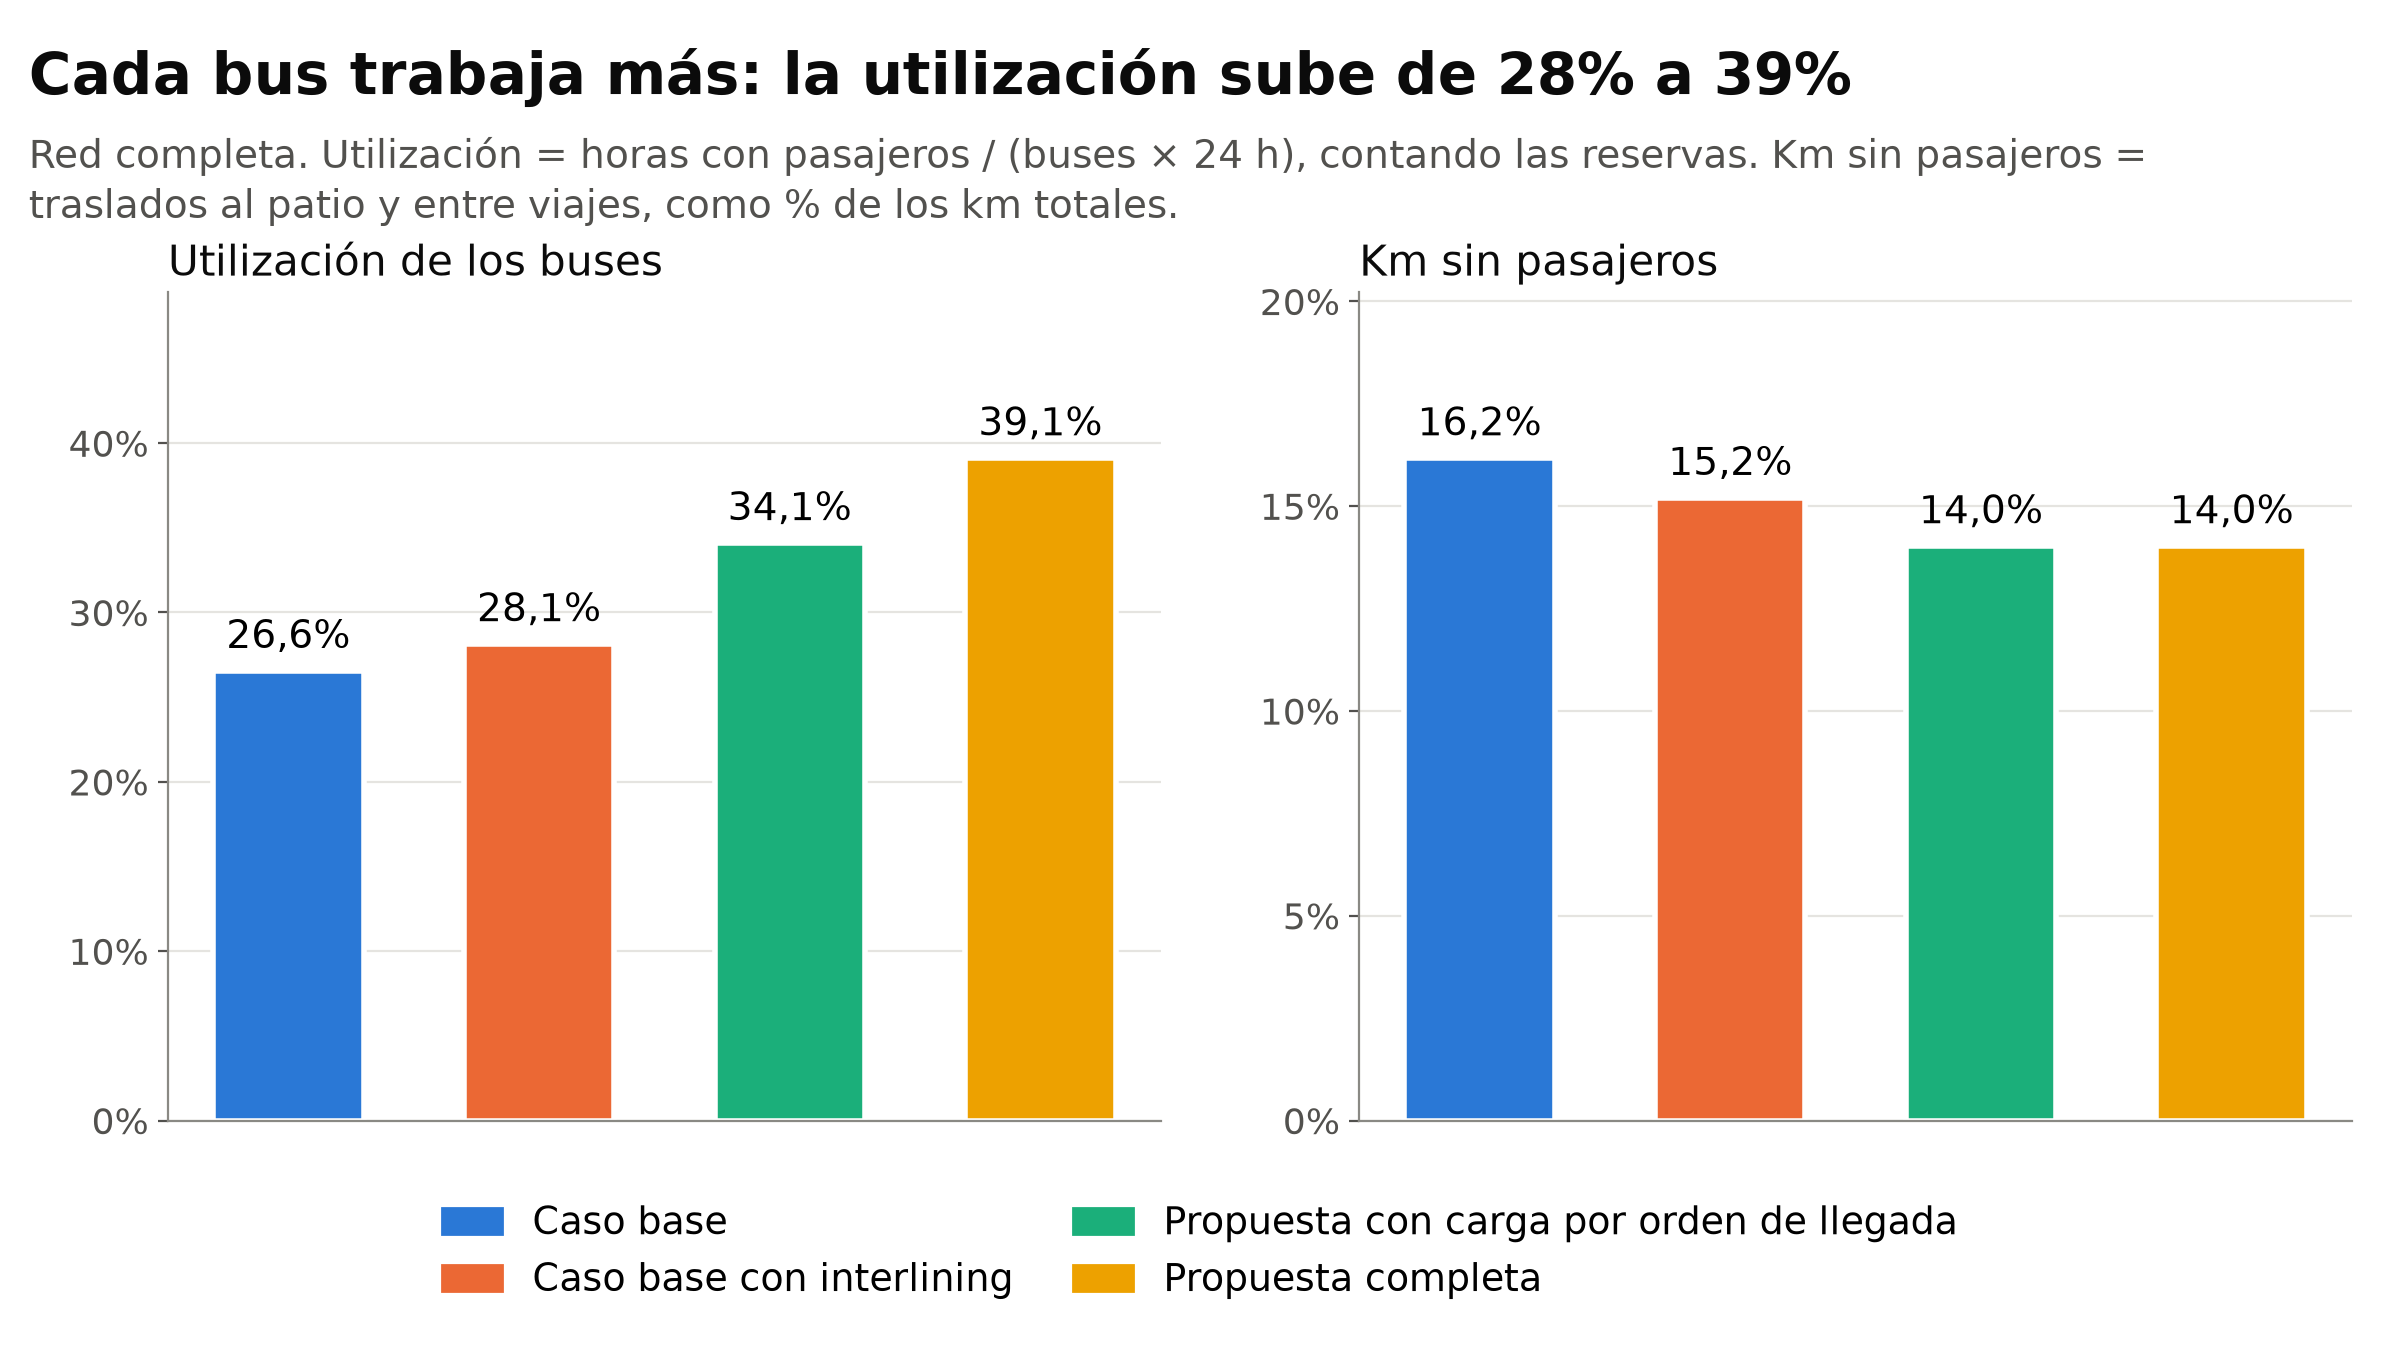 Cada bus trabaja más: la utilización sube de 28% a 39%
Red completa. Utilización = horas con pasajeros / (buses × 24 h), contando las reservas. Km sin pasajeros =
traslados al patio y entre viajes, como % de los km totales.
Utilización de los buses
40%
30%
20%
10%
0%
26,6%
28,1%
34,1%
39,1%
Km sin pasajeros
20%
15%
10%
5%
0%
16,2%
15,2%
14,0%
14,0%
Caso base
Caso base con interlining
Propuesta con carga por orden de llegada
Propuesta completa